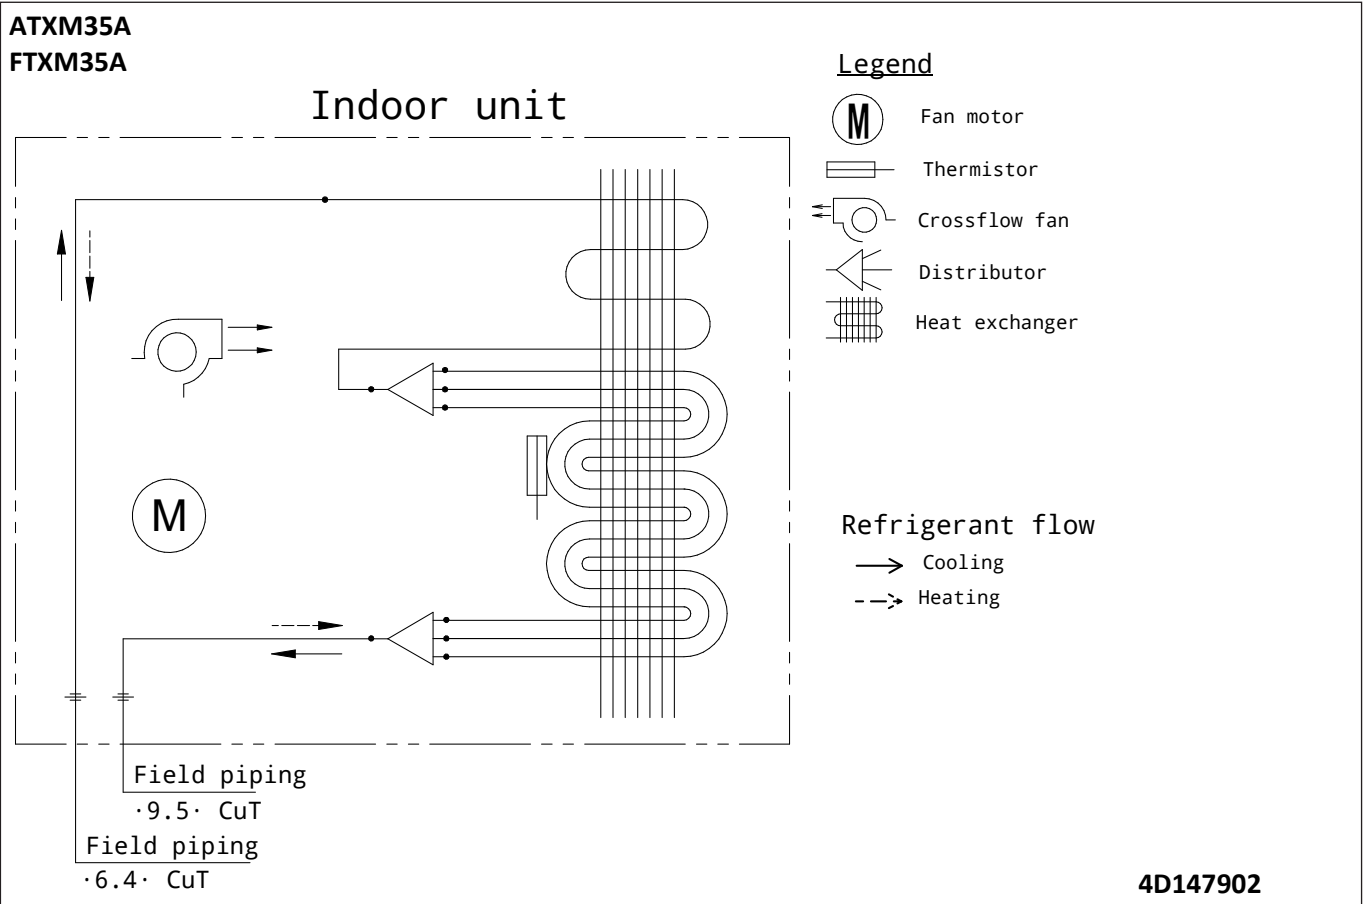 ATXM35A
FTXM35A
Indoor unit
M
Field piping
·9.5· CuT
Field piping
·6.4· CuT
Legend
M Fan motor
Thermistor
Crossflow fan
Distributor
Heat exchanger
Refrigerant flow
Cooling
Heating
4D147902